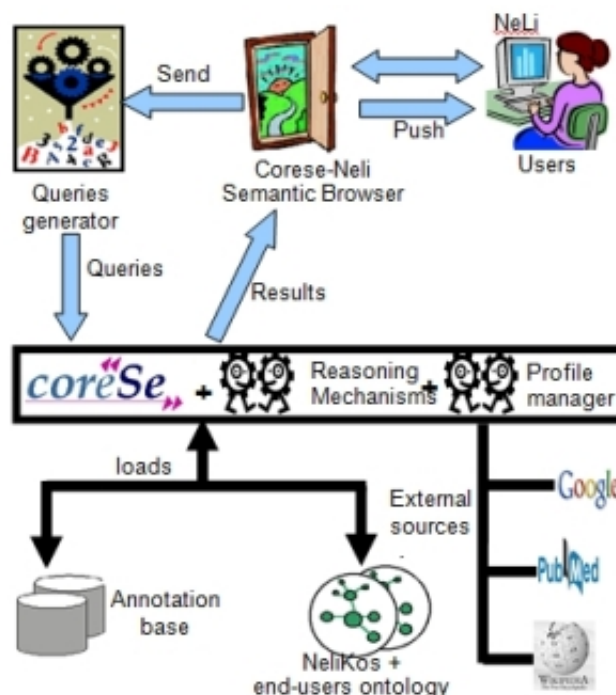 NeLi
Send
Push
Corese-Neli
Semantic Browser
Users
Queries
generator
Queries
Results
coreSe
+
Reasoning
Mechanisms
+
Profile
manager
loads
External
sources
Google
PubMed
Annotation
base
NeliKos +
end-users ontology
WIKIPEDIA